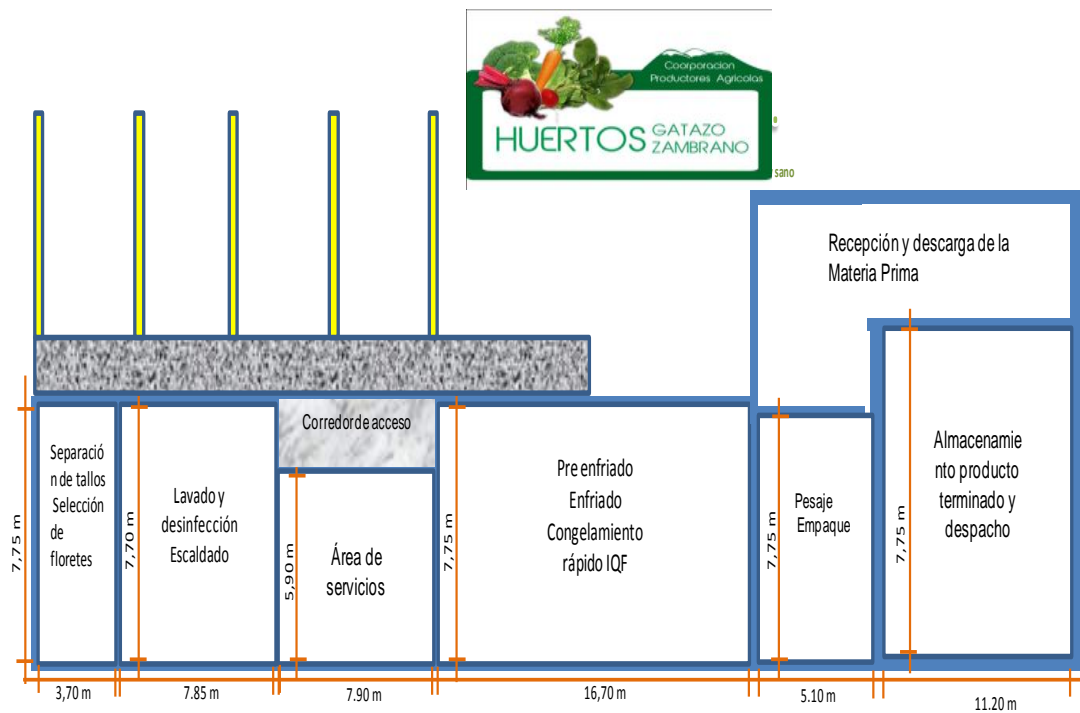 Coorporacion
Productores Agricolas
HUERTOS GATAZO
ZAMBRANO
sano
Recepción y descarga de la
Materia Prima
Corredor de acceso
Separació
n de tallos
Selección
de
floretes
Lavado y
desinfección
Escaldado
Área de
servicios
Pre enfriado
Enfriado
Congelamiento
rápido IQF
Pesaje
Empaque
Almacenamie
nto producto
terminado y
despacho
7,75 m
7,70 m
5,90 m
7,75 m
7,75 m
7,75 m
3,70 m
7.85 m
7.90 m
16,70 m
5.10 m
11.20 m